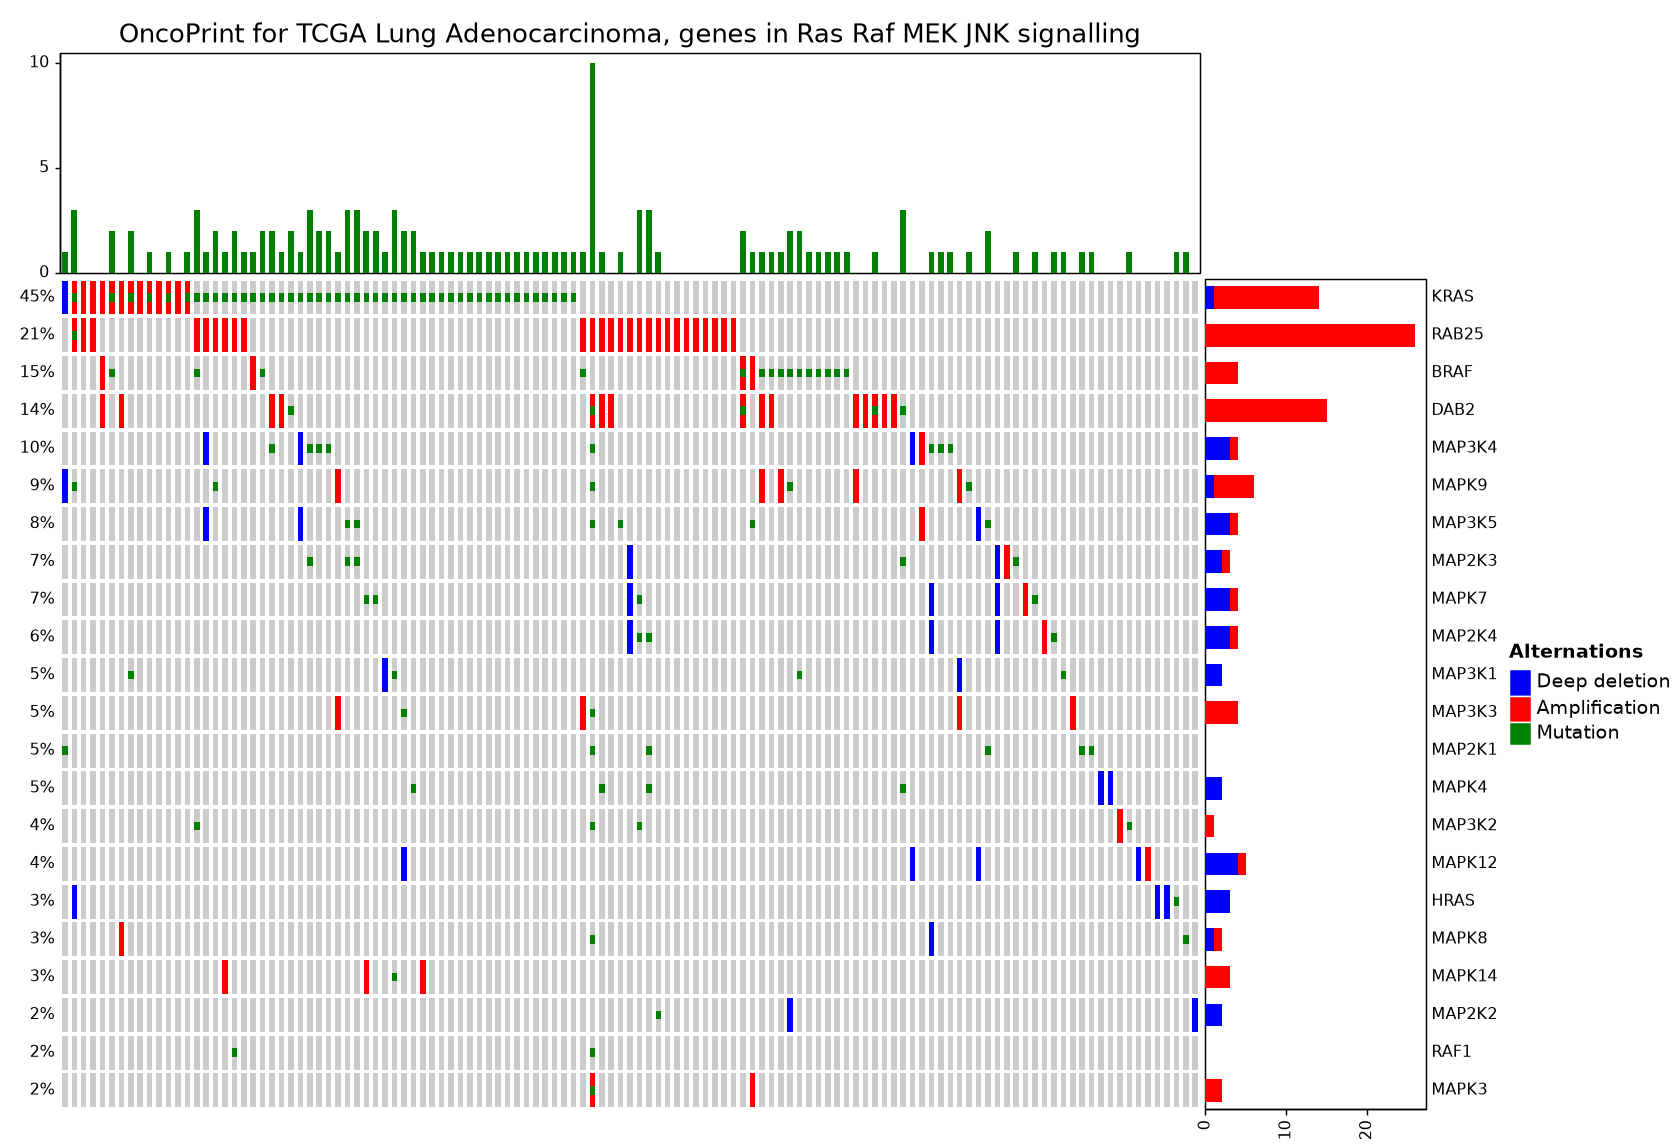 OncoPrint for TCGA Lung Adenocarcinoma, genes in Ras Raf MEK JNK signalling
10
5
0
45% KRAS
21% RAB25
15% BRAF
14% DAB2
10% MAP3K4
9% MAPK9
8% MAP3K5
7% MAP2K3
7% MAPK7
6% MAP2K4
5% MAP3K1
5% MAP3K3
5% MAP2K1
5% MAPK4
4% MAP3K2
4% MAPK12
3% HRAS
3% MAPK8
3% MAPK14
2% MAP2K2
2% RAF1
2% MAPK3
0 10 20
Alternations
Deep deletion
Amplification
Mutation